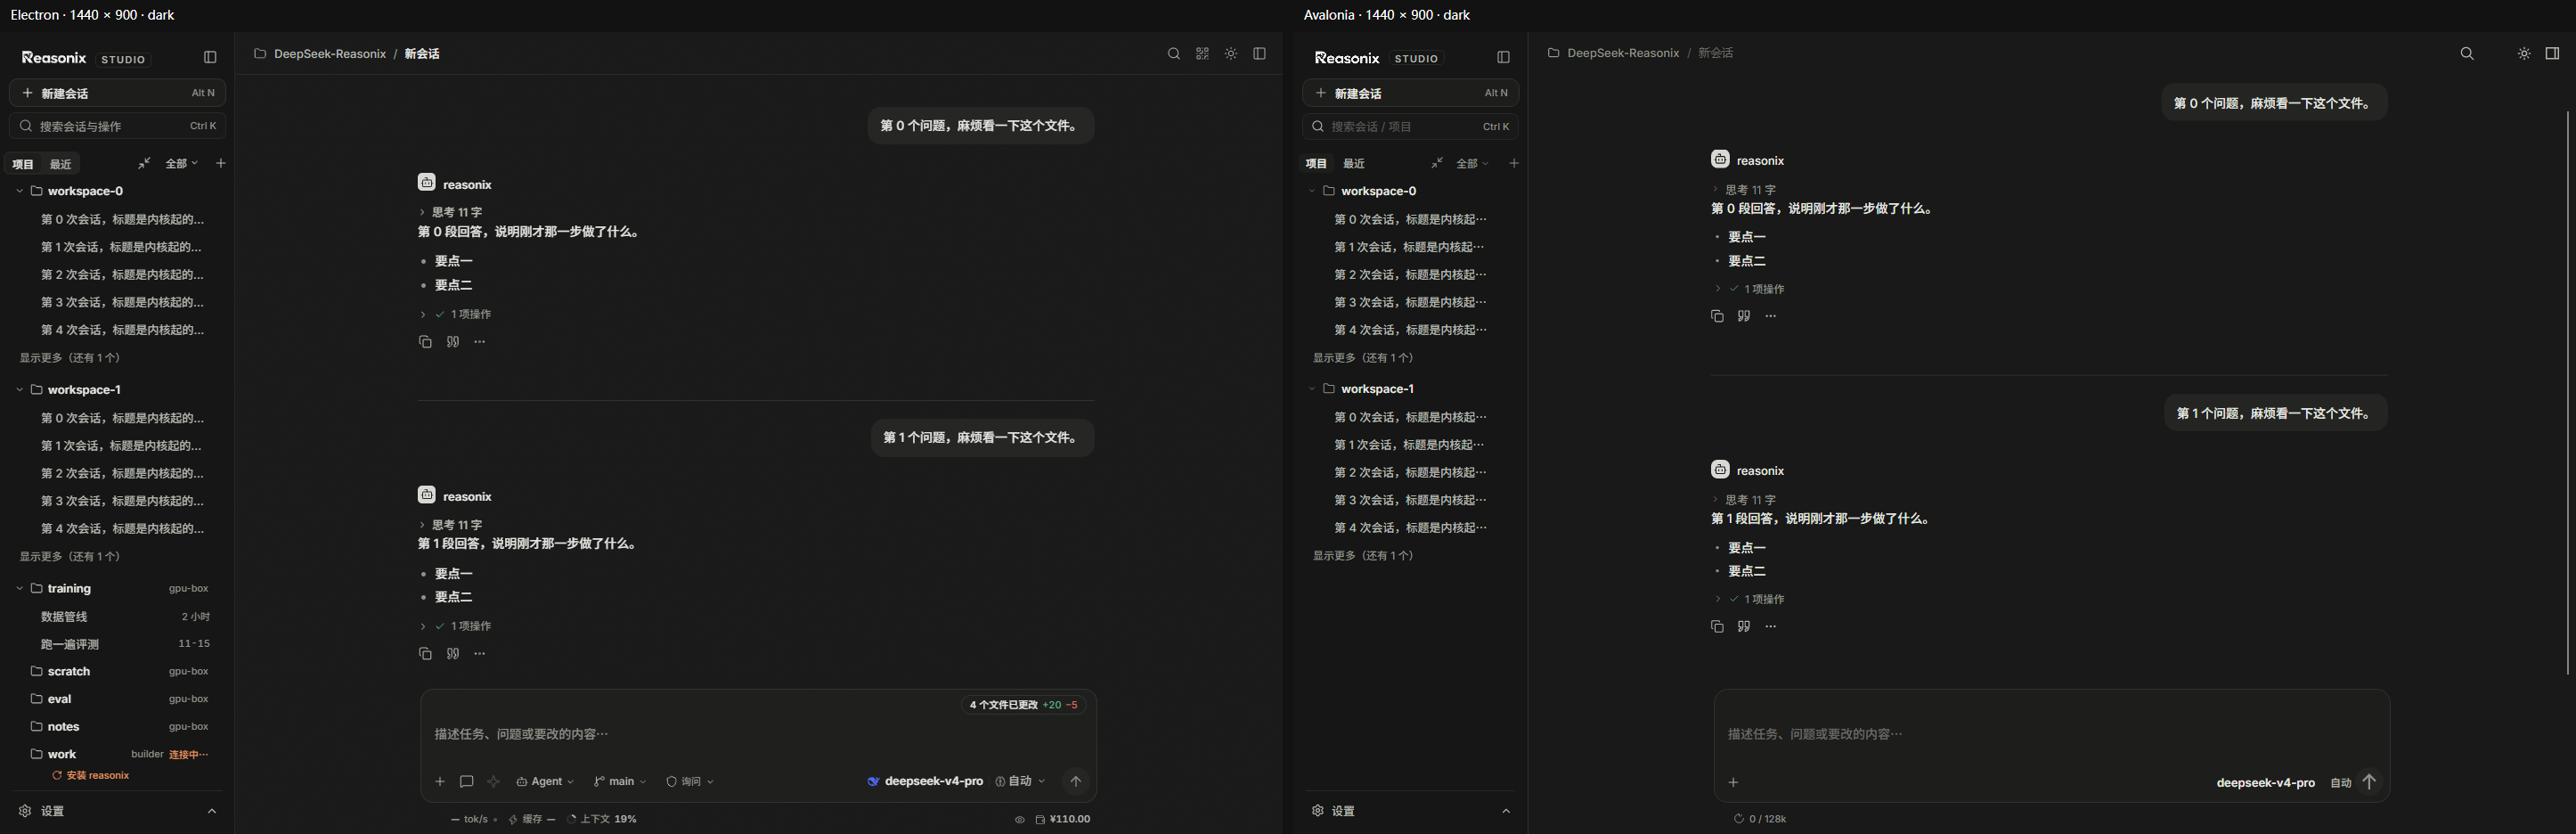 Electron · 1440 × 900 · dark
Reasonix STUDIO
新建会话 Alt N
搜索会话与操作 Ctrl K
项目 最近 全部
workspace-0
第 0 次会话，标题是内核起的...
第 1 次会话，标题是内核起的...
第 2 次会话，标题是内核起的...
第 3 次会话，标题是内核起的...
第 4 次会话，标题是内核起的...
显示更多（还有 1 个）
workspace-1
第 0 次会话，标题是内核起的...
第 1 次会话，标题是内核起的...
第 2 次会话，标题是内核起的...
第 3 次会话，标题是内核起的...
第 4 次会话，标题是内核起的...
显示更多（还有 1 个）
training gpu-box
数据管线 2 小时
跑一遍评测 11-15
scratch gpu-box
eval gpu-box
notes gpu-box
work builder 连接中···
安装 reasonix
设置
DeepSeek-Reasonix / 新会话
第 0 个问题，麻烦看一下这个文件。
reasonix
思考 11 字
第 0 段回答，说明刚才那一步做了什么。
• 要点一
• 要点二
1 项操作
第 1 个问题，麻烦看一下这个文件。
reasonix
思考 11 字
第 1 段回答，说明刚才那一步做了什么。
• 要点一
• 要点二
1 项操作
4 个文件已更改 +20 −5
描述任务、问题或要改的内容···
Agent main 询问 deepseek-v4-pro 自动
— tok/s • 缓存 — 上下文 19% ¥110.00
Avalonia · 1440 × 900 · dark
Reasonix STUDIO
新建会话 Alt N
搜索会话 / 项目 Ctrl K
项目 最近 全部
workspace-0
第 0 次会话，标题是内核起···
第 1 次会话，标题是内核起···
第 2 次会话，标题是内核起···
第 3 次会话，标题是内核起···
第 4 次会话，标题是内核起···
显示更多（还有 1 个）
workspace-1
第 0 次会话，标题是内核起···
第 1 次会话，标题是内核起···
第 2 次会话，标题是内核起···
第 3 次会话，标题是内核起···
第 4 次会话，标题是内核起···
显示更多（还有 1 个）
设置
DeepSeek-Reasonix / 新会话
第 0 个问题，麻烦看一下这个文件。
reasonix
思考 11 字
第 0 段回答，说明刚才那一步做了什么。
• 要点一
• 要点二
1 项操作
第 1 个问题，麻烦看一下这个文件。
reasonix
思考 11 字
第 1 段回答，说明刚才那一步做了什么。
• 要点一
• 要点二
1 项操作
描述任务、问题或要改的内容···
deepseek-v4-pro 自动
0 / 128k